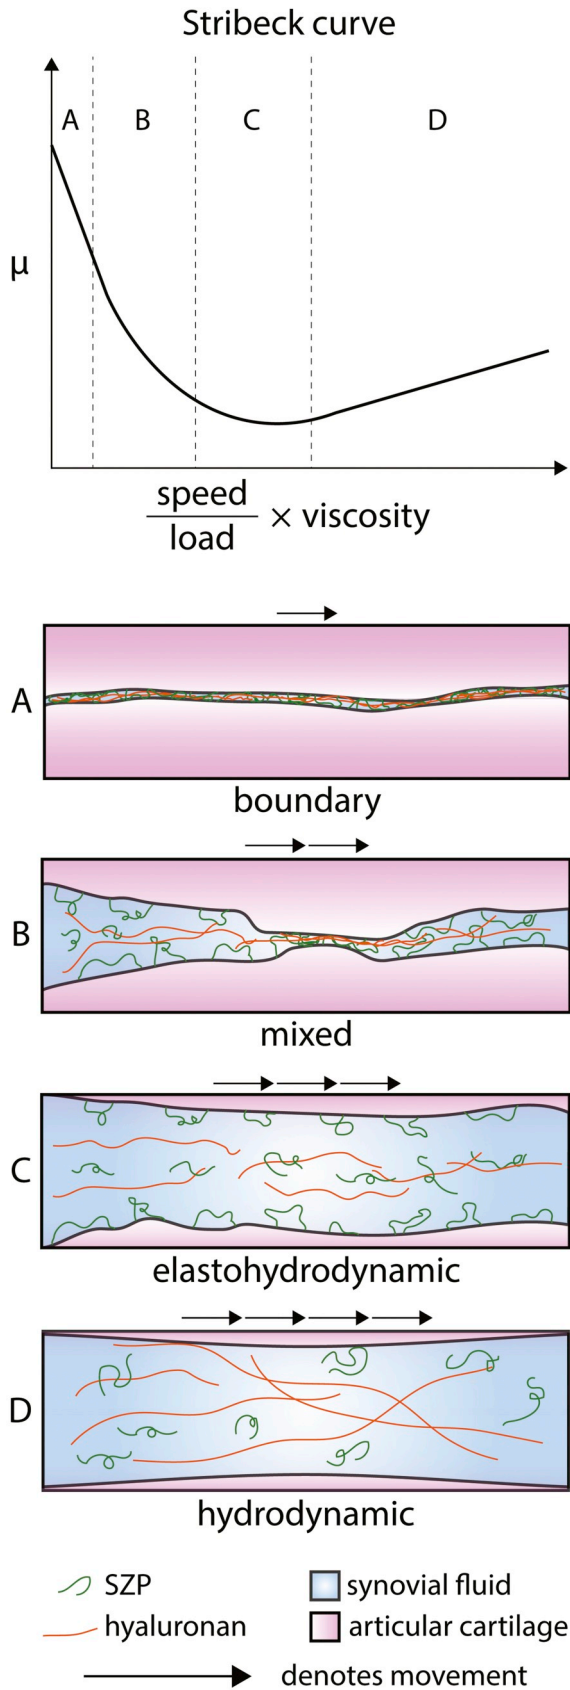 Stribeck curve
A B C D
μ
speed
load
× viscosity
A
boundary
B
mixed
C
elastohydrodynamic
D
hydrodynamic
SZP
synovial fluid
hyaluronan
articular cartilage
denotes movement